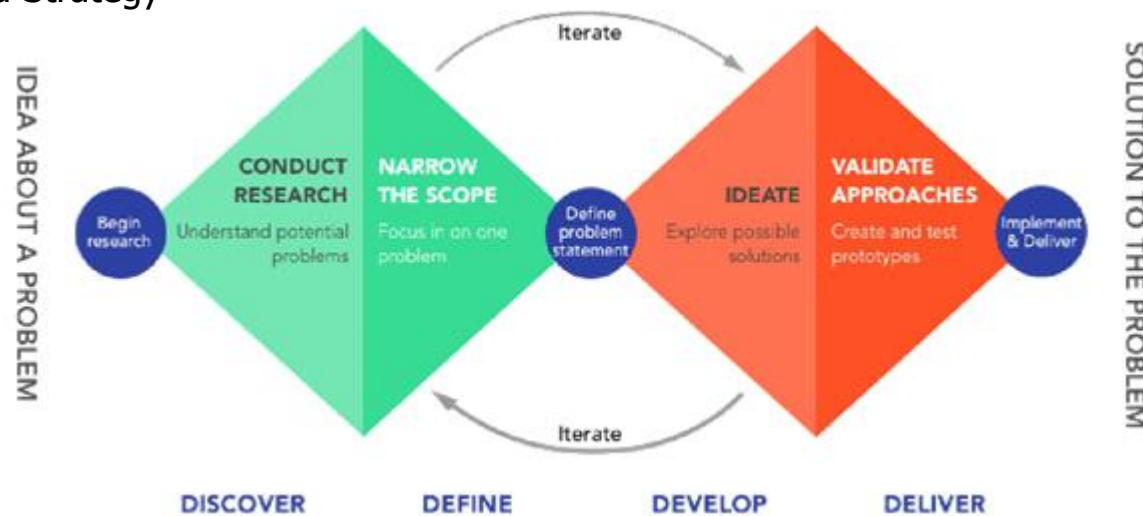 Strategy
Iterate
IDEA ABOUT A PROBLEM
SOLUTION TO THE PROBLEM
Begin
research
CONDUCT
RESEARCH
Understand potential
problems
NARROW
THE SCOPE
Focus in on one
problem
Define
problem
statement
IDEATE
Explore possible
solutions
VALIDATE
APPROACHES
Create and test
prototypes
Implement
& Deliver
Iterate
DISCOVER
DEFINE
DEVELOP
DELIVER